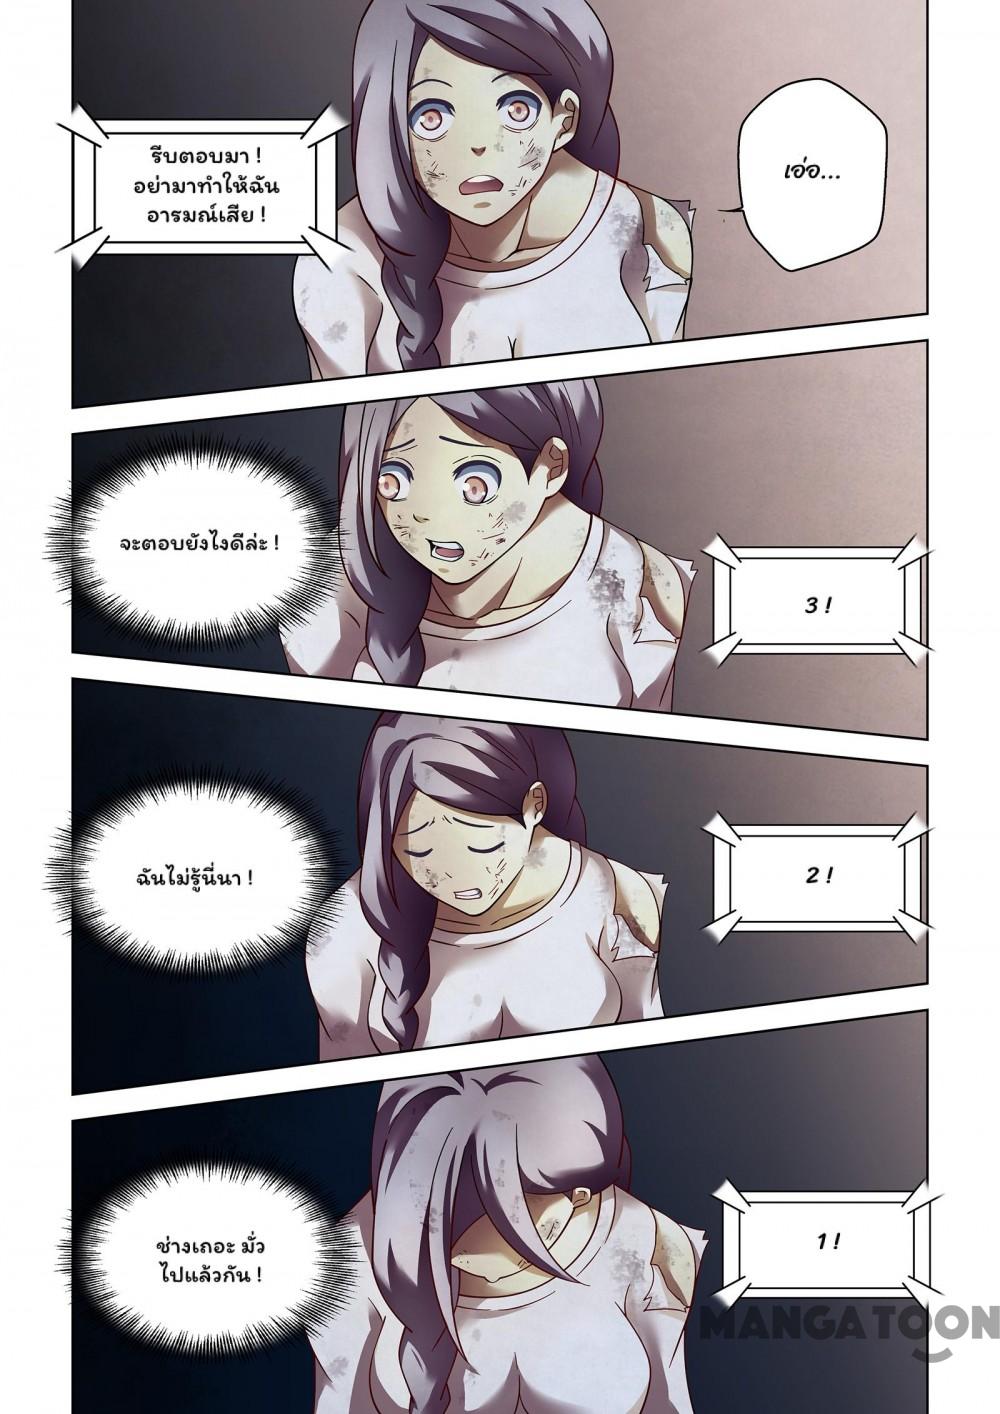 รีบตอบมา !
อย่ามาทำให้ฉัน
อารมณ์เสีย !
เอ่อ...
จะตอบยังไงดีล่ะ !
3 !
ฉันไม่รู้นี่นา !
2 !
ช่างเถอะ มั่ว
ไปแล้วกัน !
1 !
MANGATOON